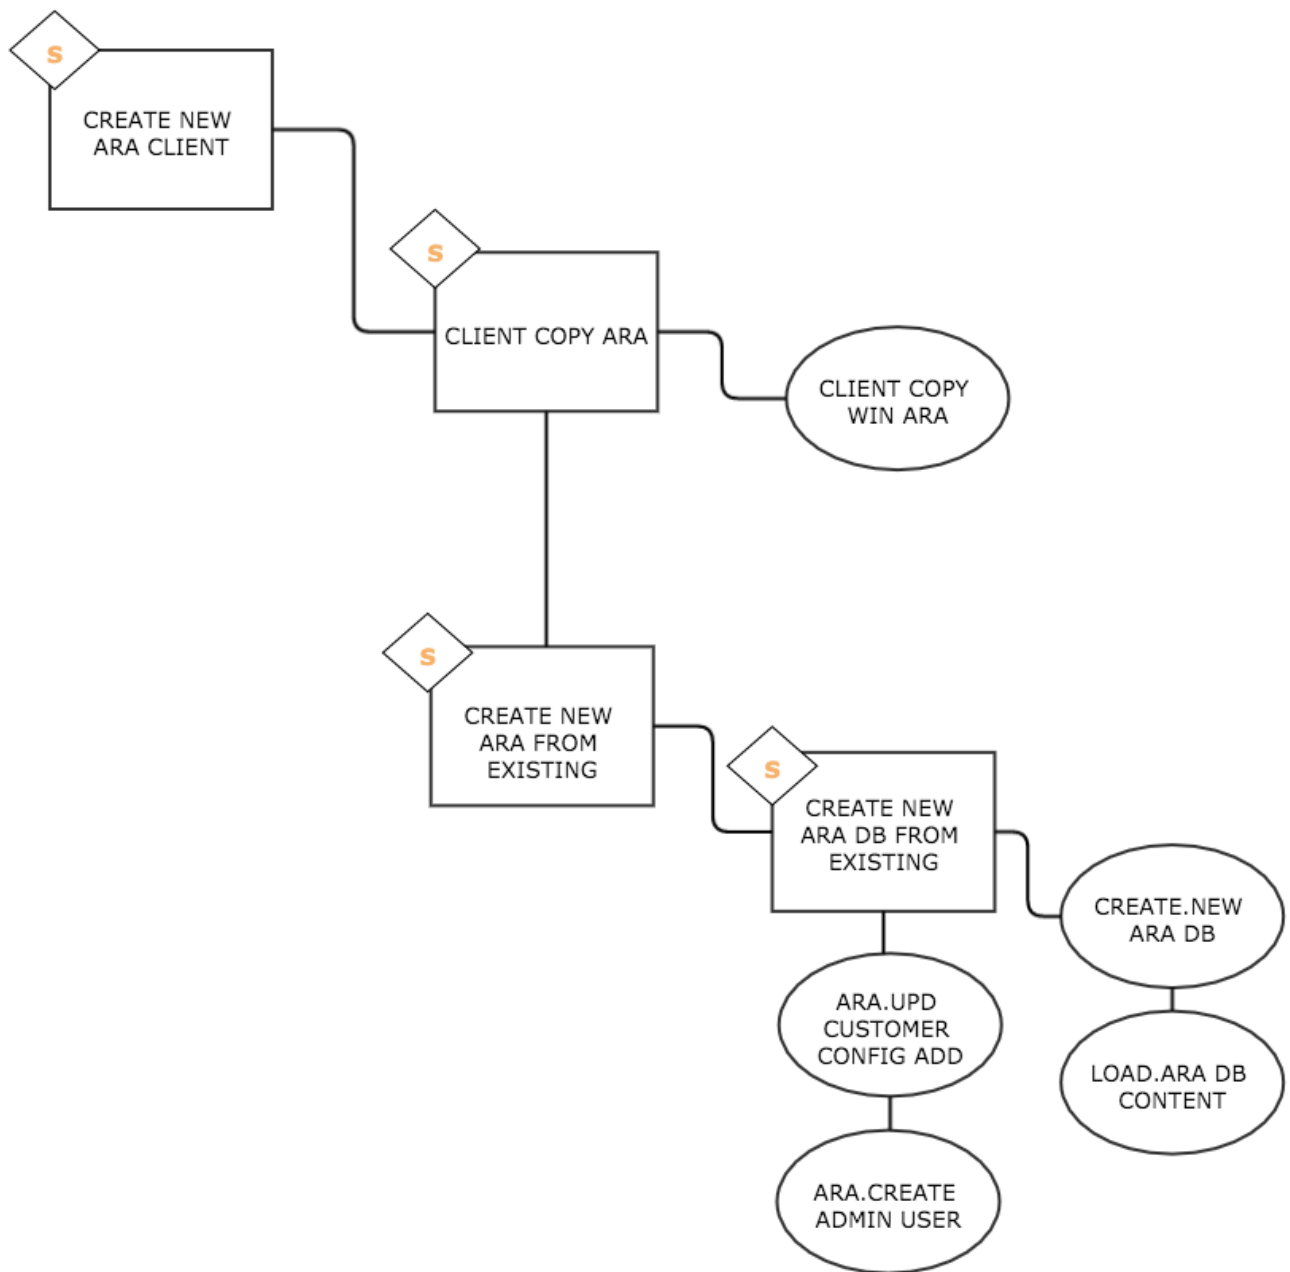 s
CREATE NEW
ARA CLIENT
s
CLIENT COPY ARA
CLIENT COPY
WIN ARA
s
CREATE NEW
ARA FROM
EXISTING
s
CREATE NEW
ARA DB FROM
EXISTING
CREATE.NEW
ARA DB
ARA.UPD
CUSTOMER
CONFIG ADD
LOAD.ARA DB
CONTENT
ARA.CREATE
ADMIN USER